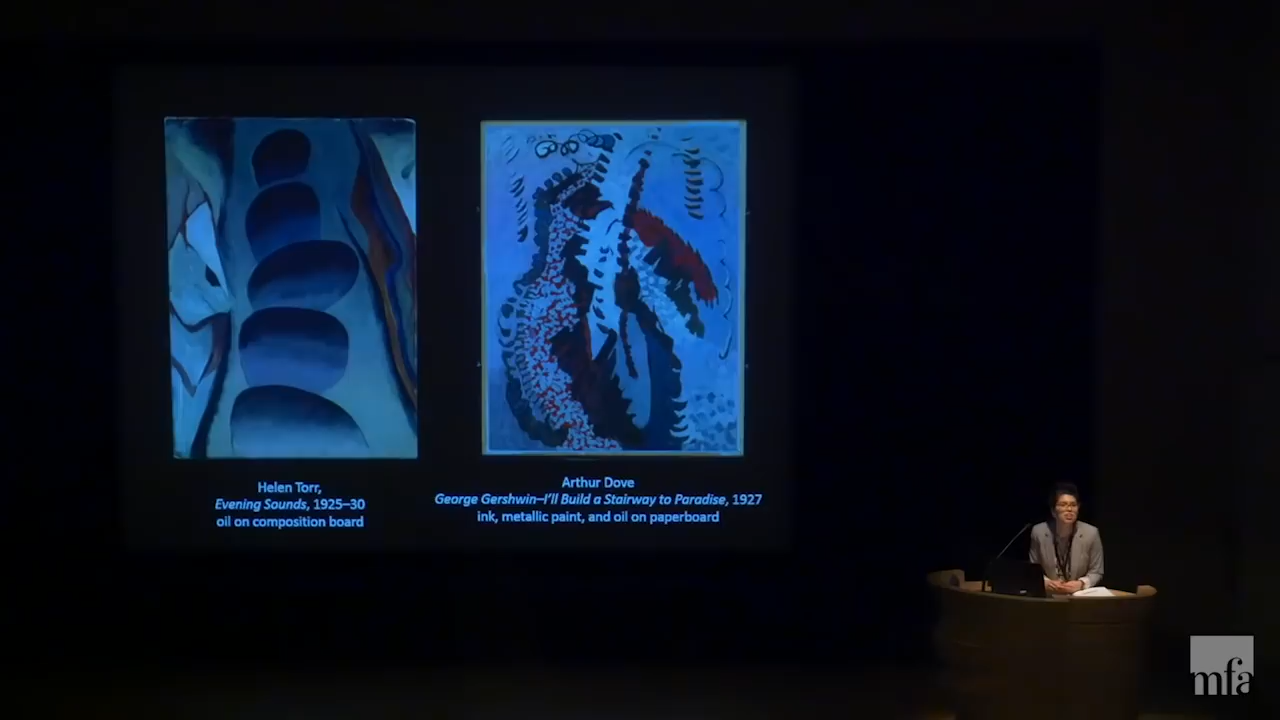 Helen Torr,
Evening Sounds, 1925–30
oil on composition board
Arthur Dove
George Gershwin–I'll Build a Stairway to Paradise, 1927
ink, metallic paint, and oil on paperboard
mfa